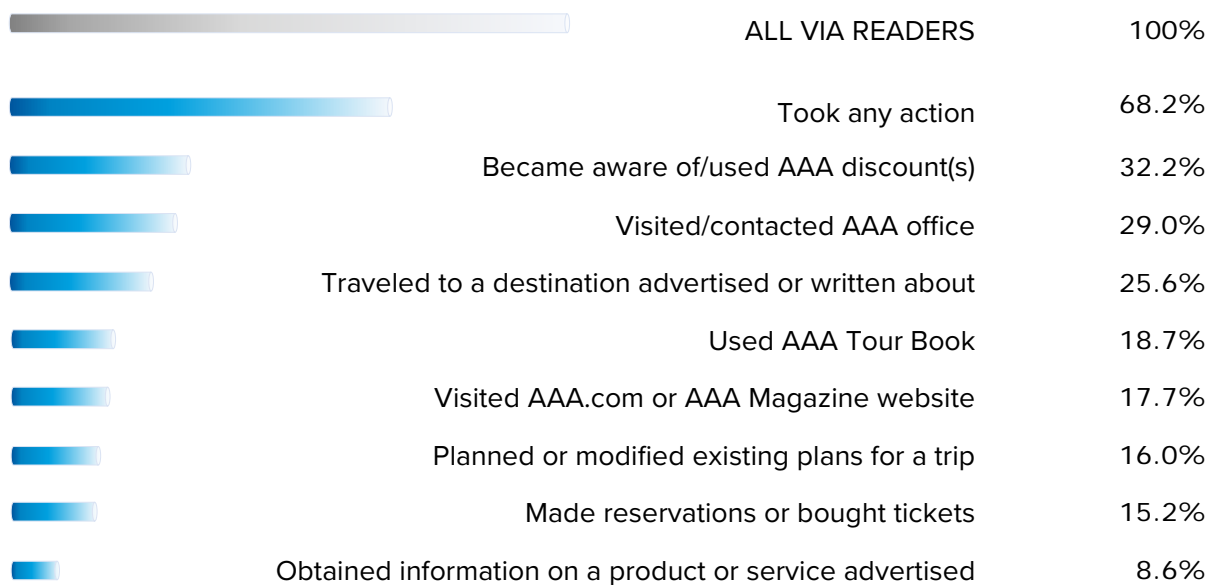 ALL VIA READERS 100%
Took any action 68.2%
Became aware of/used AAA discount(s) 32.2%
Visited/contacted AAA office 29.0%
Traveled to a destination advertised or written about 25.6%
Used AAA Tour Book 18.7%
Visited AAA.com or AAA Magazine website 17.7%
Planned or modified existing plans for a trip 16.0%
Made reservations or bought tickets 15.2%
Obtained information on a product or service advertised 8.6%